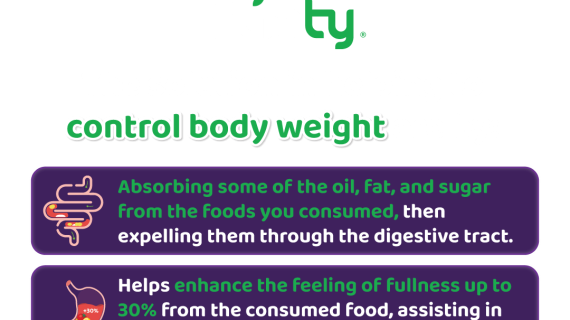 ty®
control body weight
Absorbing some of the oil, fat, and sugar
from the foods you consumed, then
expelling them through the digestive tract.
Helps enhance the feeling of fullness up to
+30%
30% from the consumed food, assisting in